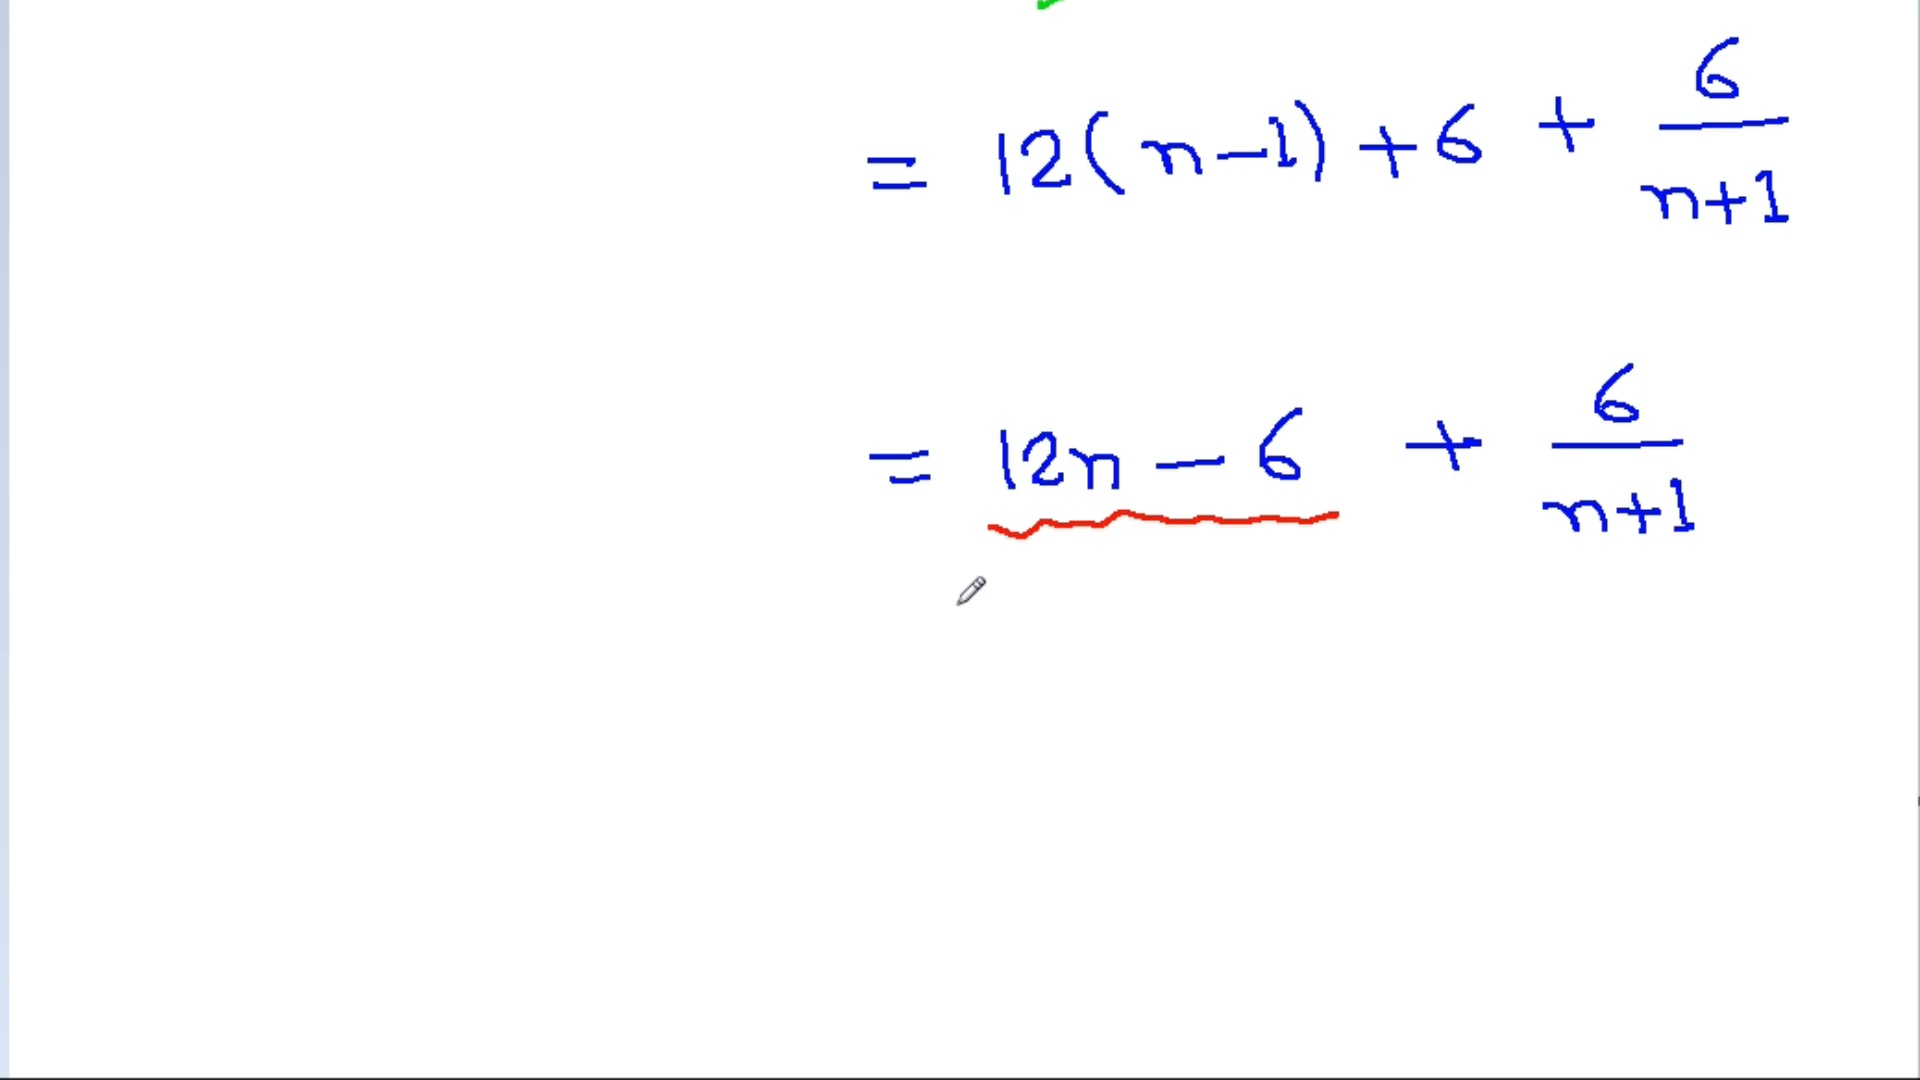 = 12(n-1) + 6 + 6/(n+1)
= 12n - 6 + 6/(n+1)